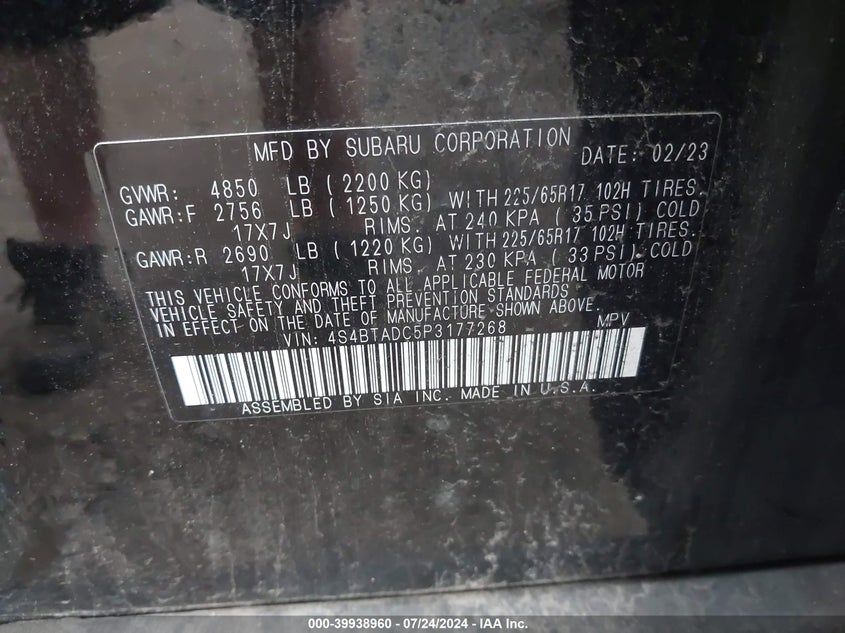 MFD BY SUBARU CORPORATION DATE: 02/23
GVWR: 4850 LB ( 2200 KG)
GAWR:F 2756 LB ( 1250 KG) WITH 225/65R17 102H TIRES.
17X7J RIMS. AT 240 KPA ( 35 PSI) COLD
GAWR:R 2690 LB ( 1220 KG) WITH 225/65R17 102H TIRES.
17X7J RIMS. AT 230 KPA ( 33 PSI) COLD
THIS VEHICLE CONFORMS TO ALL APPLICABLE FEDERAL MOTOR
VEHICLE SAFETY AND THEFT PREVENTION STANDARDS
IN EFFECT ON THE DATE OF MANUFACTURE SHOWN ABOVE.
VIN: 4S4BTADC5P3177268 MPV
ASSEMBLED BY SIA INC. MADE IN U.S.A.
000-39938960 - 07/24/2024 - IAA Inc.